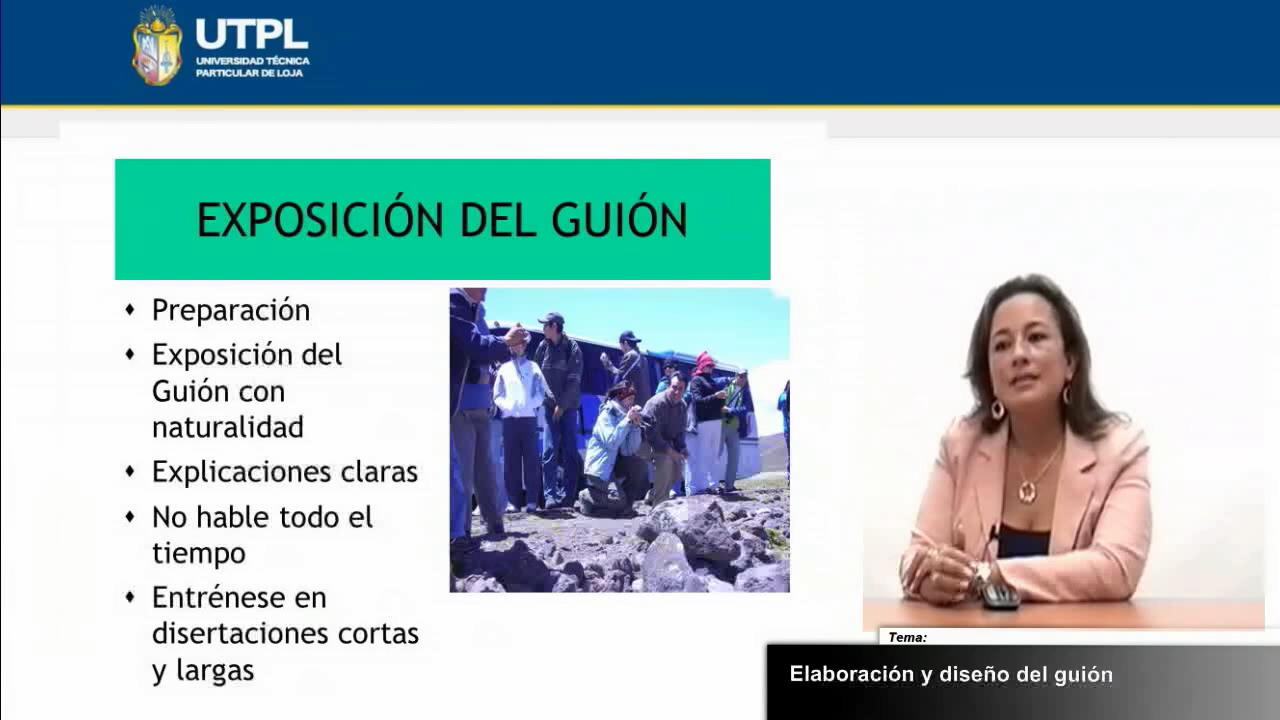 UTPL
UNIVERSIDAD TÉCNICA
PARTICULAR DE LOJA
EXPOSICIÓN DEL GUIÓN
Preparación
Exposición del
Guión con
naturalidad
Explicaciones claras
No hable todo el
tiempo
Entrénese en
disertaciones cortas
y largas
Tema:
Elaboración y diseño del guión